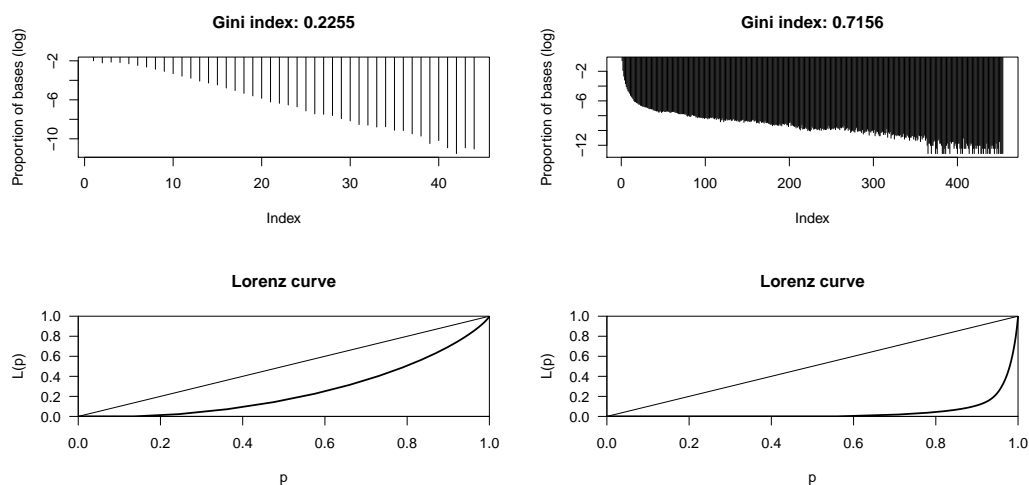 Gini index: 0.2255
Proportion of bases (log)
−2
−6
−10
0 10 20 30 40
Index
Gini index: 0.7156
Proportion of bases (log)
−2
−6
−12
0 100 200 300 400
Index
Lorenz curve
L(p)
1.0
0.8
0.6
0.4
0.2
0.0
0.0 0.2 0.4 0.6 0.8 1.0
p
Lorenz curve
L(p)
1.0
0.8
0.6
0.4
0.2
0.0
0.0 0.2 0.4 0.6 0.8 1.0
p